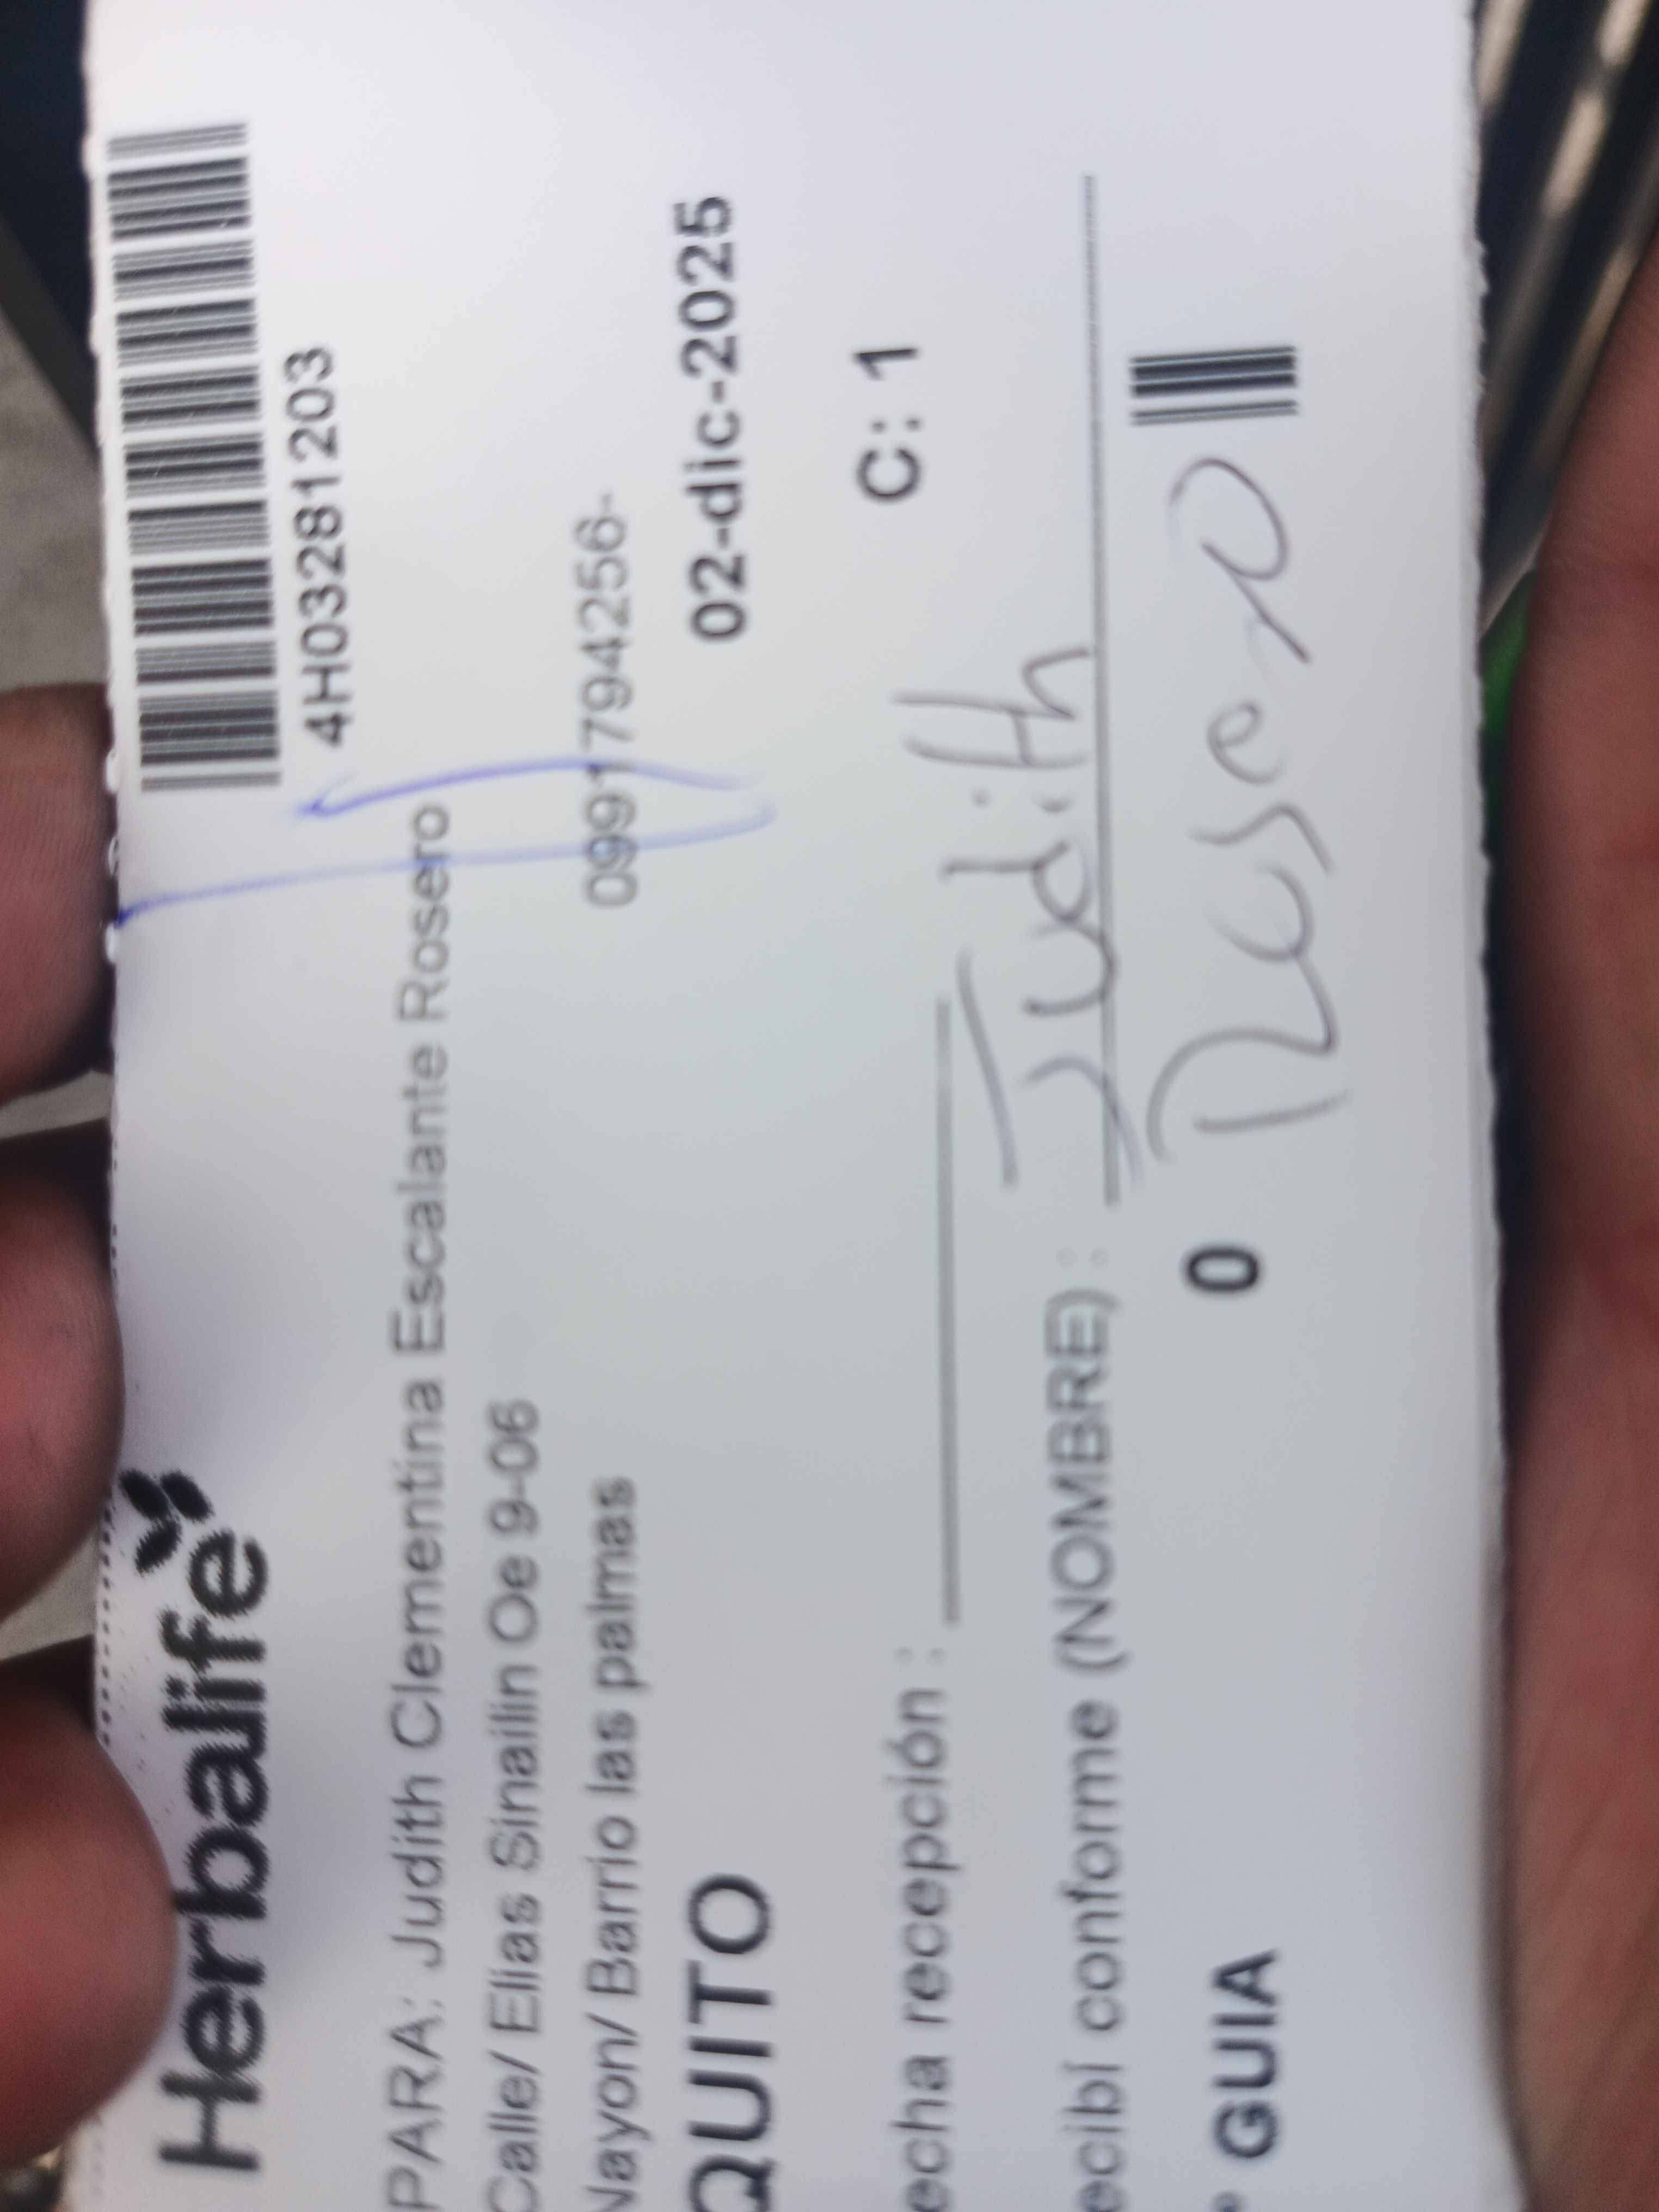 Herbalife
4H03281203
PARA: Judith Clementina Escalante Rosero
Calle/ Elias Sinailin Oe 9-06
Nayon/ Barrio las palmas 0991794256-
QUITO 02-dic-2025
echa recepción : C: 1
ecibí conforme (NOMBRE) : Judith
GUIA 0 Rosero